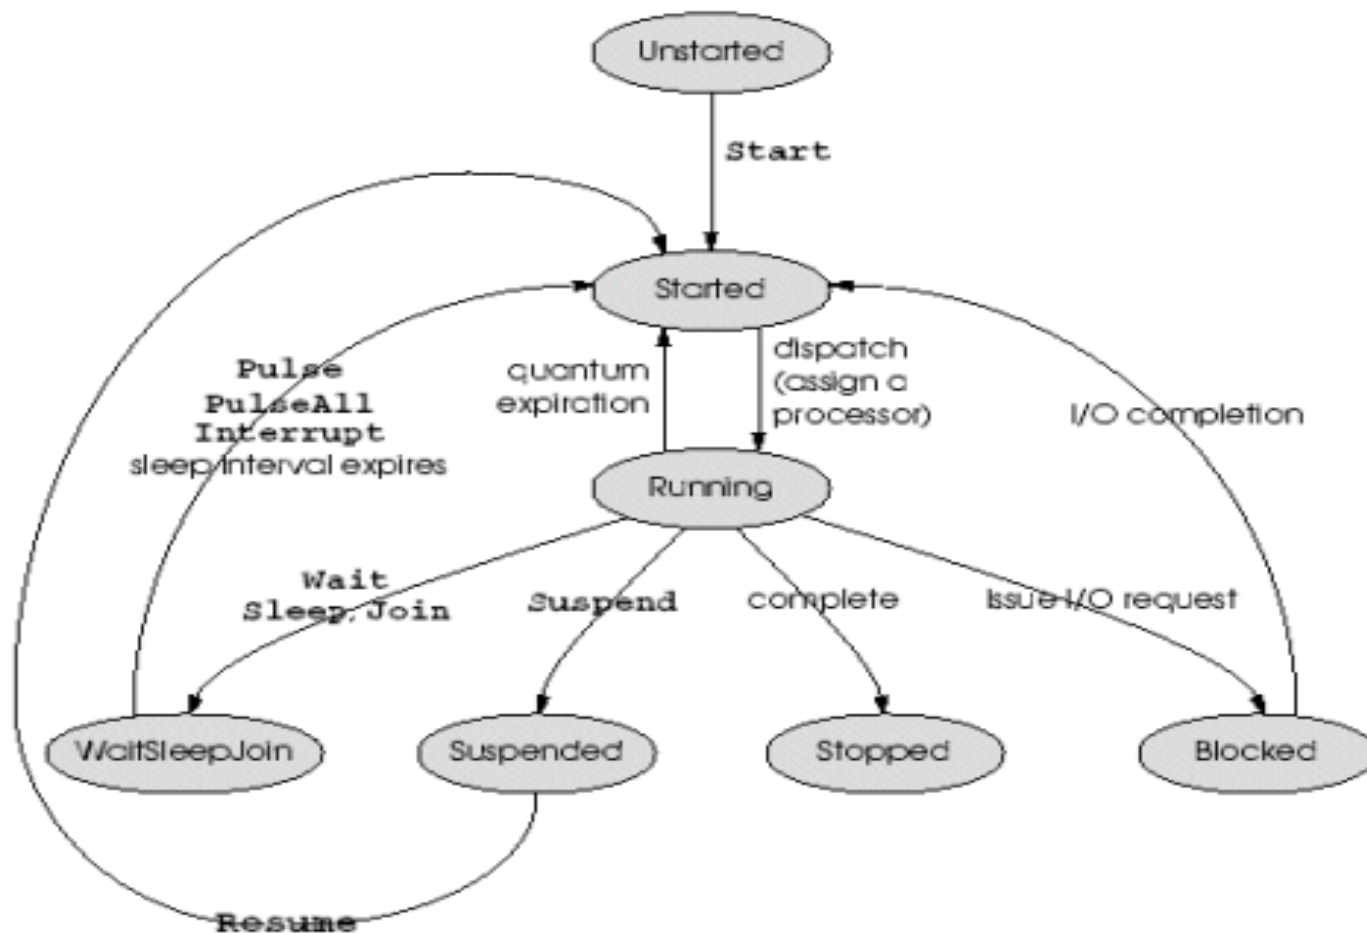 Unstarted
Start
Started
dispatch
(assign a
processor)
quantum
expiration
Pulse
PulseAll
Interrupt
sleep interval expires
I/O completion
Running
Wait
Sleep, Join
Suspend
complete
Issue I/O request
WaitSleepJoin
Suspended
Stopped
Blocked
Resume